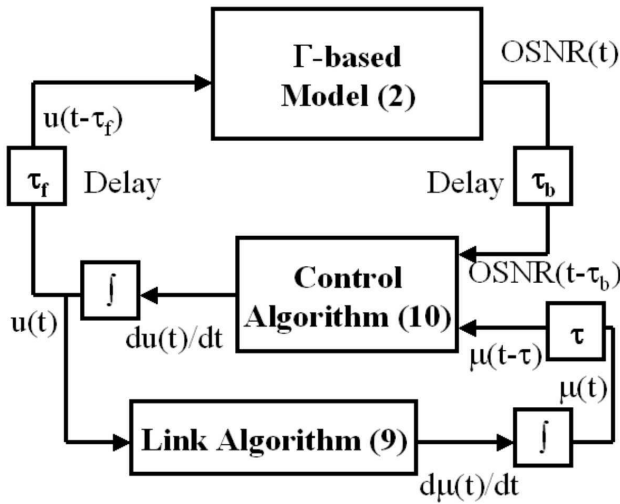 Γ-based
Model (2)
OSNR(t)
u(t-τf)
τf
Delay
Delay
τb
Control
Algorithm (10)
OSNR(t-τb)
∫
u(t)
du(t)/dt
μ(t-τ)
τ
μ(t)
Link Algorithm (9)
∫
dμ(t)/dt